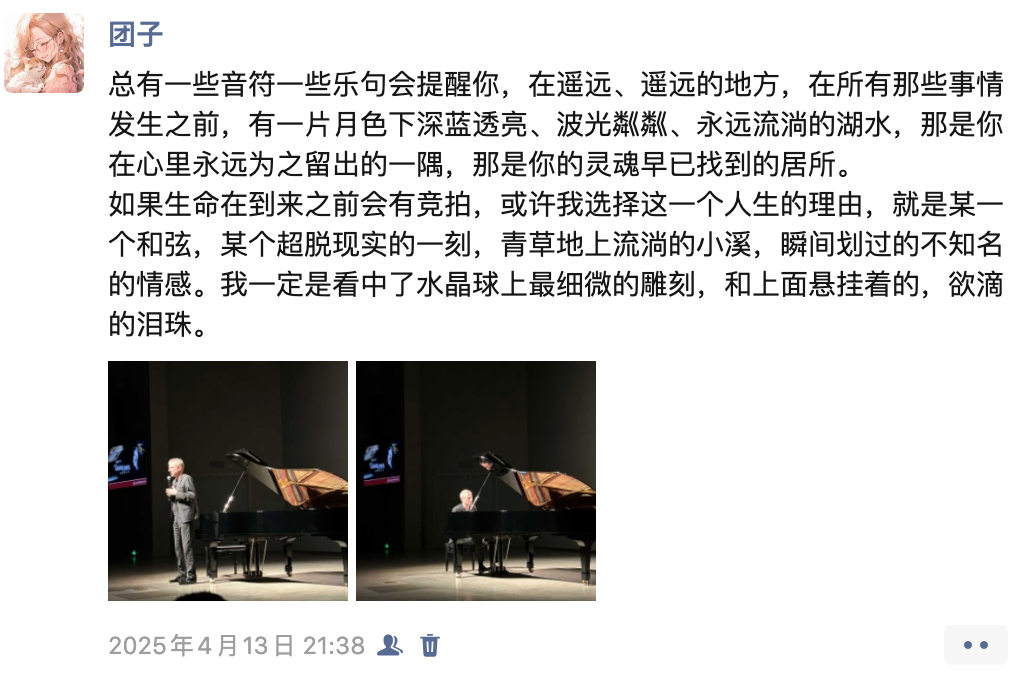 团子
总有一些音符一些乐句会提醒你，在遥远、遥远的地方，在所有那些事情
发生之前，有一片月色下深蓝透亮、波光粼粼、永远流淌的湖水，那是你
在心里永远为之留出的一隅，那是你的灵魂早已找到的居所。
如果生命在到来之前会有竞拍，或许我选择这一个人生的理由，就是某一
个和弦，某个超脱现实的一刻，青草地上流淌的小溪，瞬间划过的不知名
的情感。我一定是看中了水晶球上最细微的雕刻，和上面悬挂着的，欲滴
的泪珠。
2025年4月13日 21:38